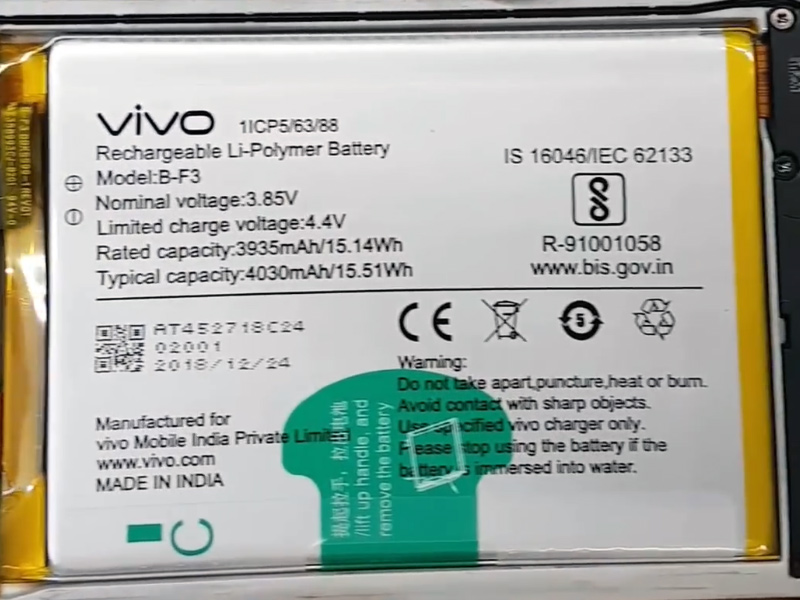 vivo 1ICP5/63/88
Rechargeable Li-Polymer Battery
Model:B-F3
Nominal voltage:3.85V
Limited charge voltage:4.4V
Rated capacity:3935mAh/15.14Wh
Typical capacity:4030mAh/15.51Wh
IS 16046/IEC 62133
R-91001058
www.bis.gov.in
AT452718C24
02001
2018/12/24
CE
5
Warning:
Do not take apart,puncture,heat or burn.
Avoid contact with sharp objects.
Use specified vivo charger only.
Please stop using the battery if the
battery is immersed into water.
Manufactured for
vivo Mobile India Private Limited
www.vivo.com
MADE IN INDIA
/lift up handle, and
remove the battery
C